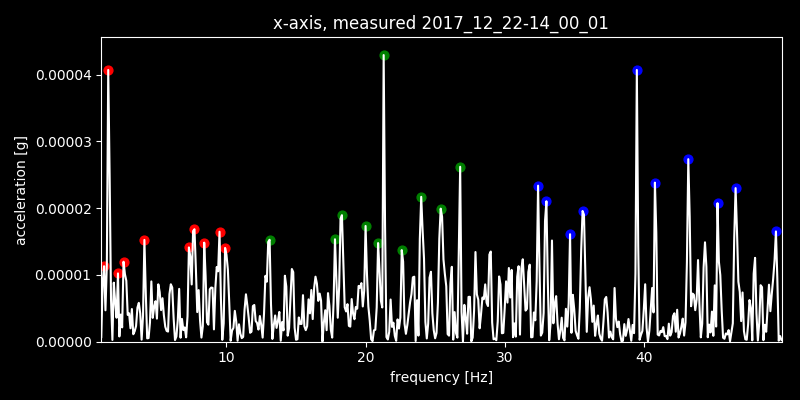 x-axis, measured 2017_12_22-14_00_01
acceleration [g]
0.00004
0.00003
0.00002
0.00001
0.00000
10 20 30 40
frequency [Hz]